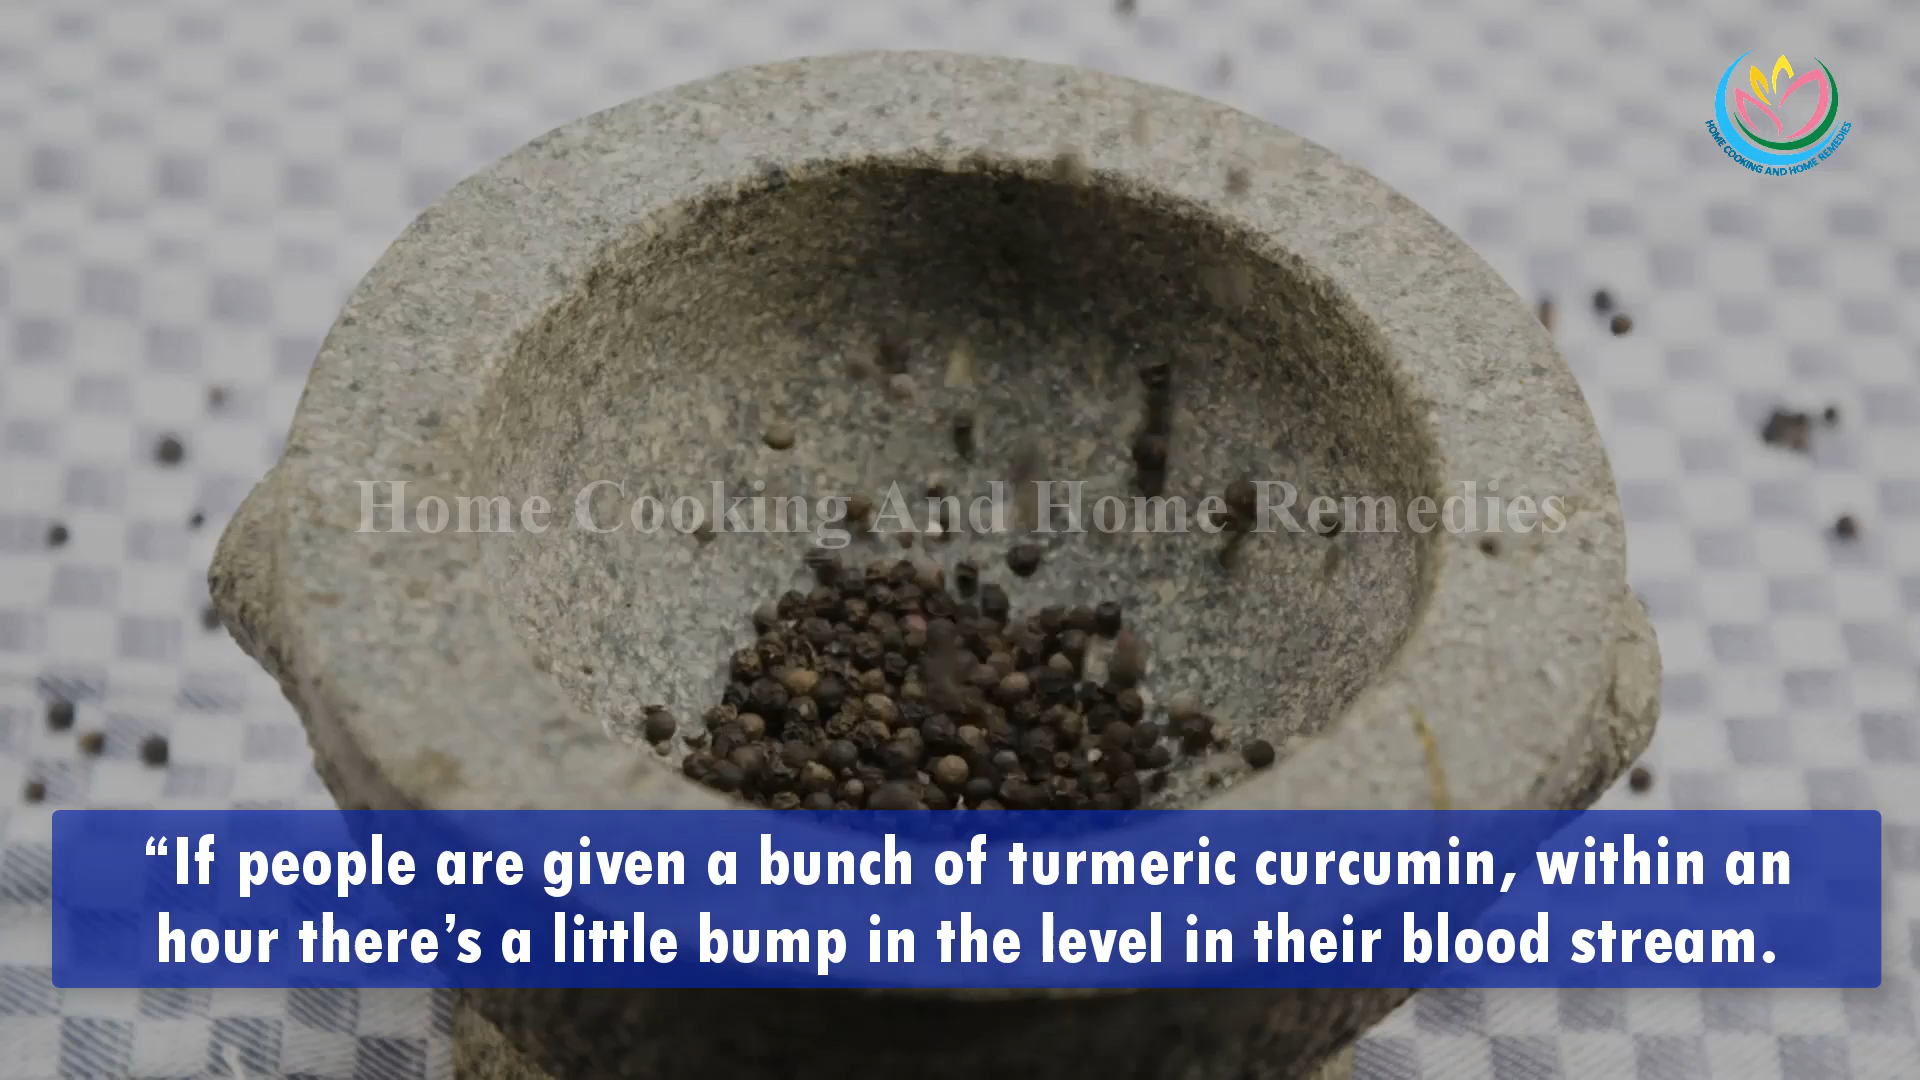 HOME COOKING AND HOME REMEDIES
Home Cooking And Home Remedies
“If people are given a bunch of turmeric curcumin, within an
hour there’s a little bump in the level in their blood stream.